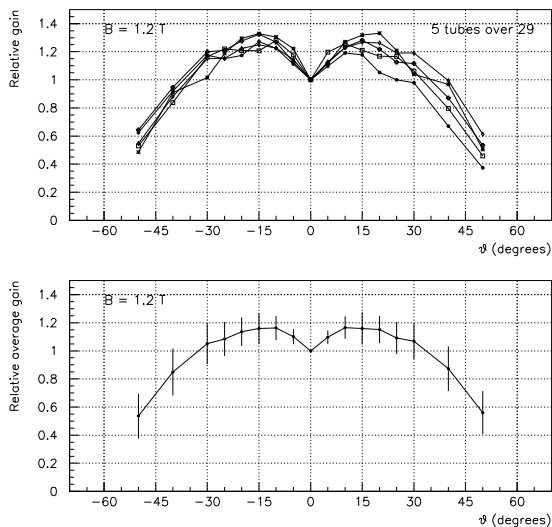 Relative gain
1.4
1.2
1
0.8
0.6
0.4
0.2
0
B = 1.2 T
5 tubes over 29
−60 −45 −30 −15 0 15 30 45 60
ϑ (degrees)
Relative average gain
1.4
1.2
1
0.8
0.6
0.4
0.2
0
B = 1.2 T
−60 −45 −30 −15 0 15 30 45 60
ϑ (degrees)